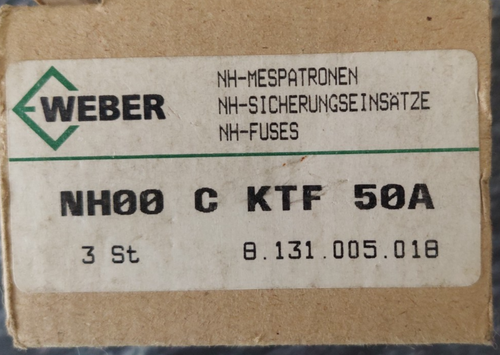 WEBER
NH-MESPATRONEN
NH-SICHERUNGSEINSÄTZE
NH-FUSES
NH00 C KTF 50A
3 St 8.131.005.018